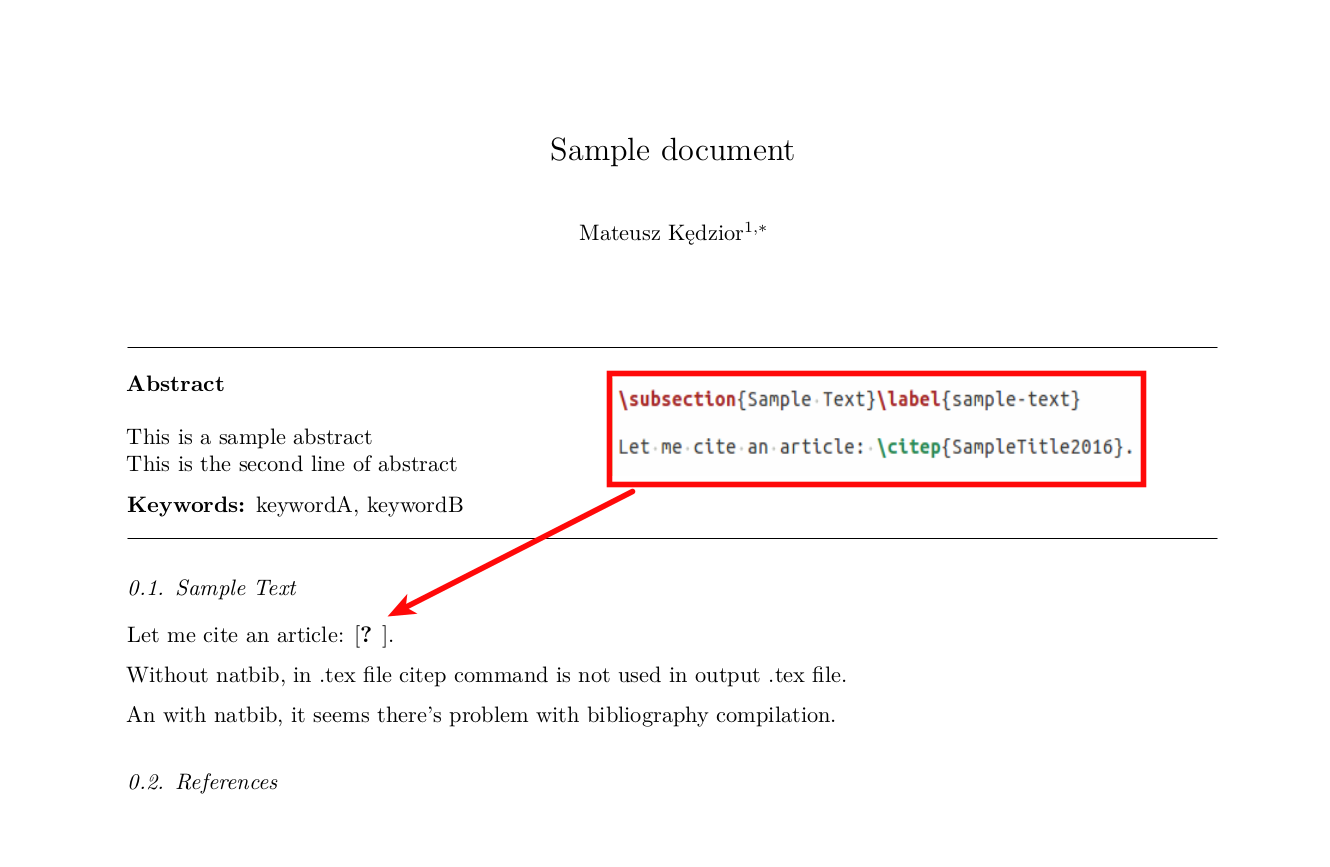 Sample document
Mateusz Kędzior1,*
Abstract
This is a sample abstract
This is the second line of abstract
Keywords: keywordA, keywordB
\subsection{Sample Text}\label{sample-text}
Let me cite an article: \citep{SampleTitle2016}.
0.1. Sample Text
Let me cite an article: [? ].
Without natbib, in .tex file citep command is not used in output .tex file.
An with natbib, it seems there's problem with bibliography compilation.
0.2. References